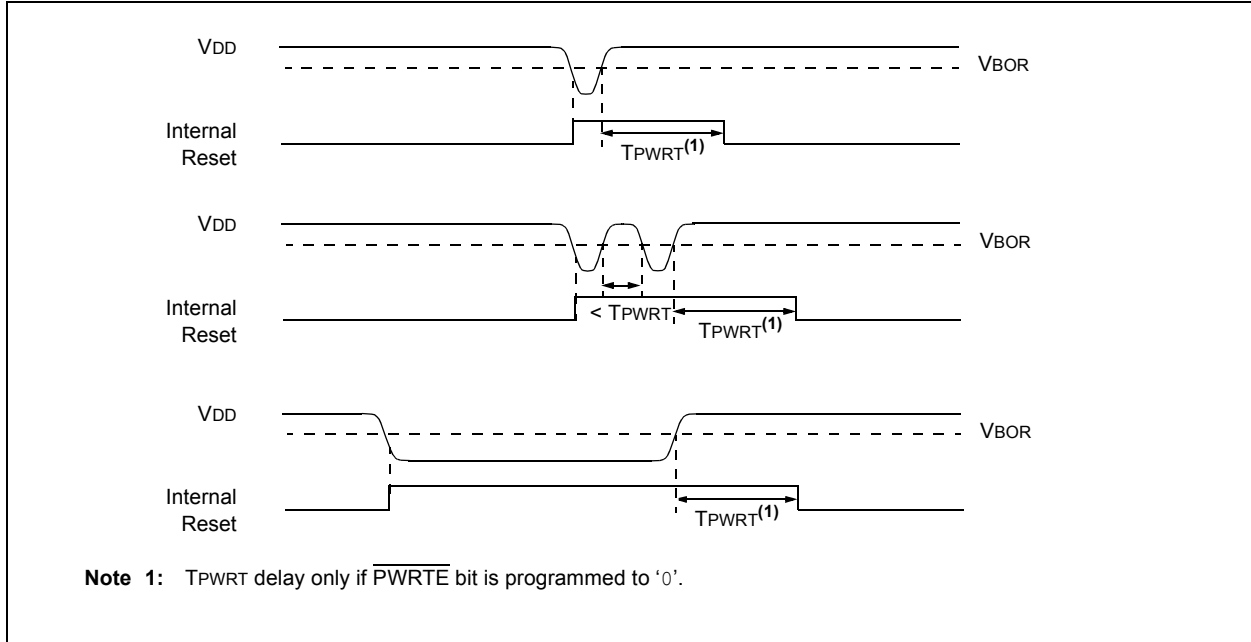 VDD
VBOR
Internal
Reset
TPWRT(1)
VDD
VBOR
Internal
Reset
< TPWRT
TPWRT(1)
VDD
VBOR
Internal
Reset
TPWRT(1)
Note 1: TPWRT delay only if P̅W̅R̅T̅E̅ bit is programmed to ‘0’.